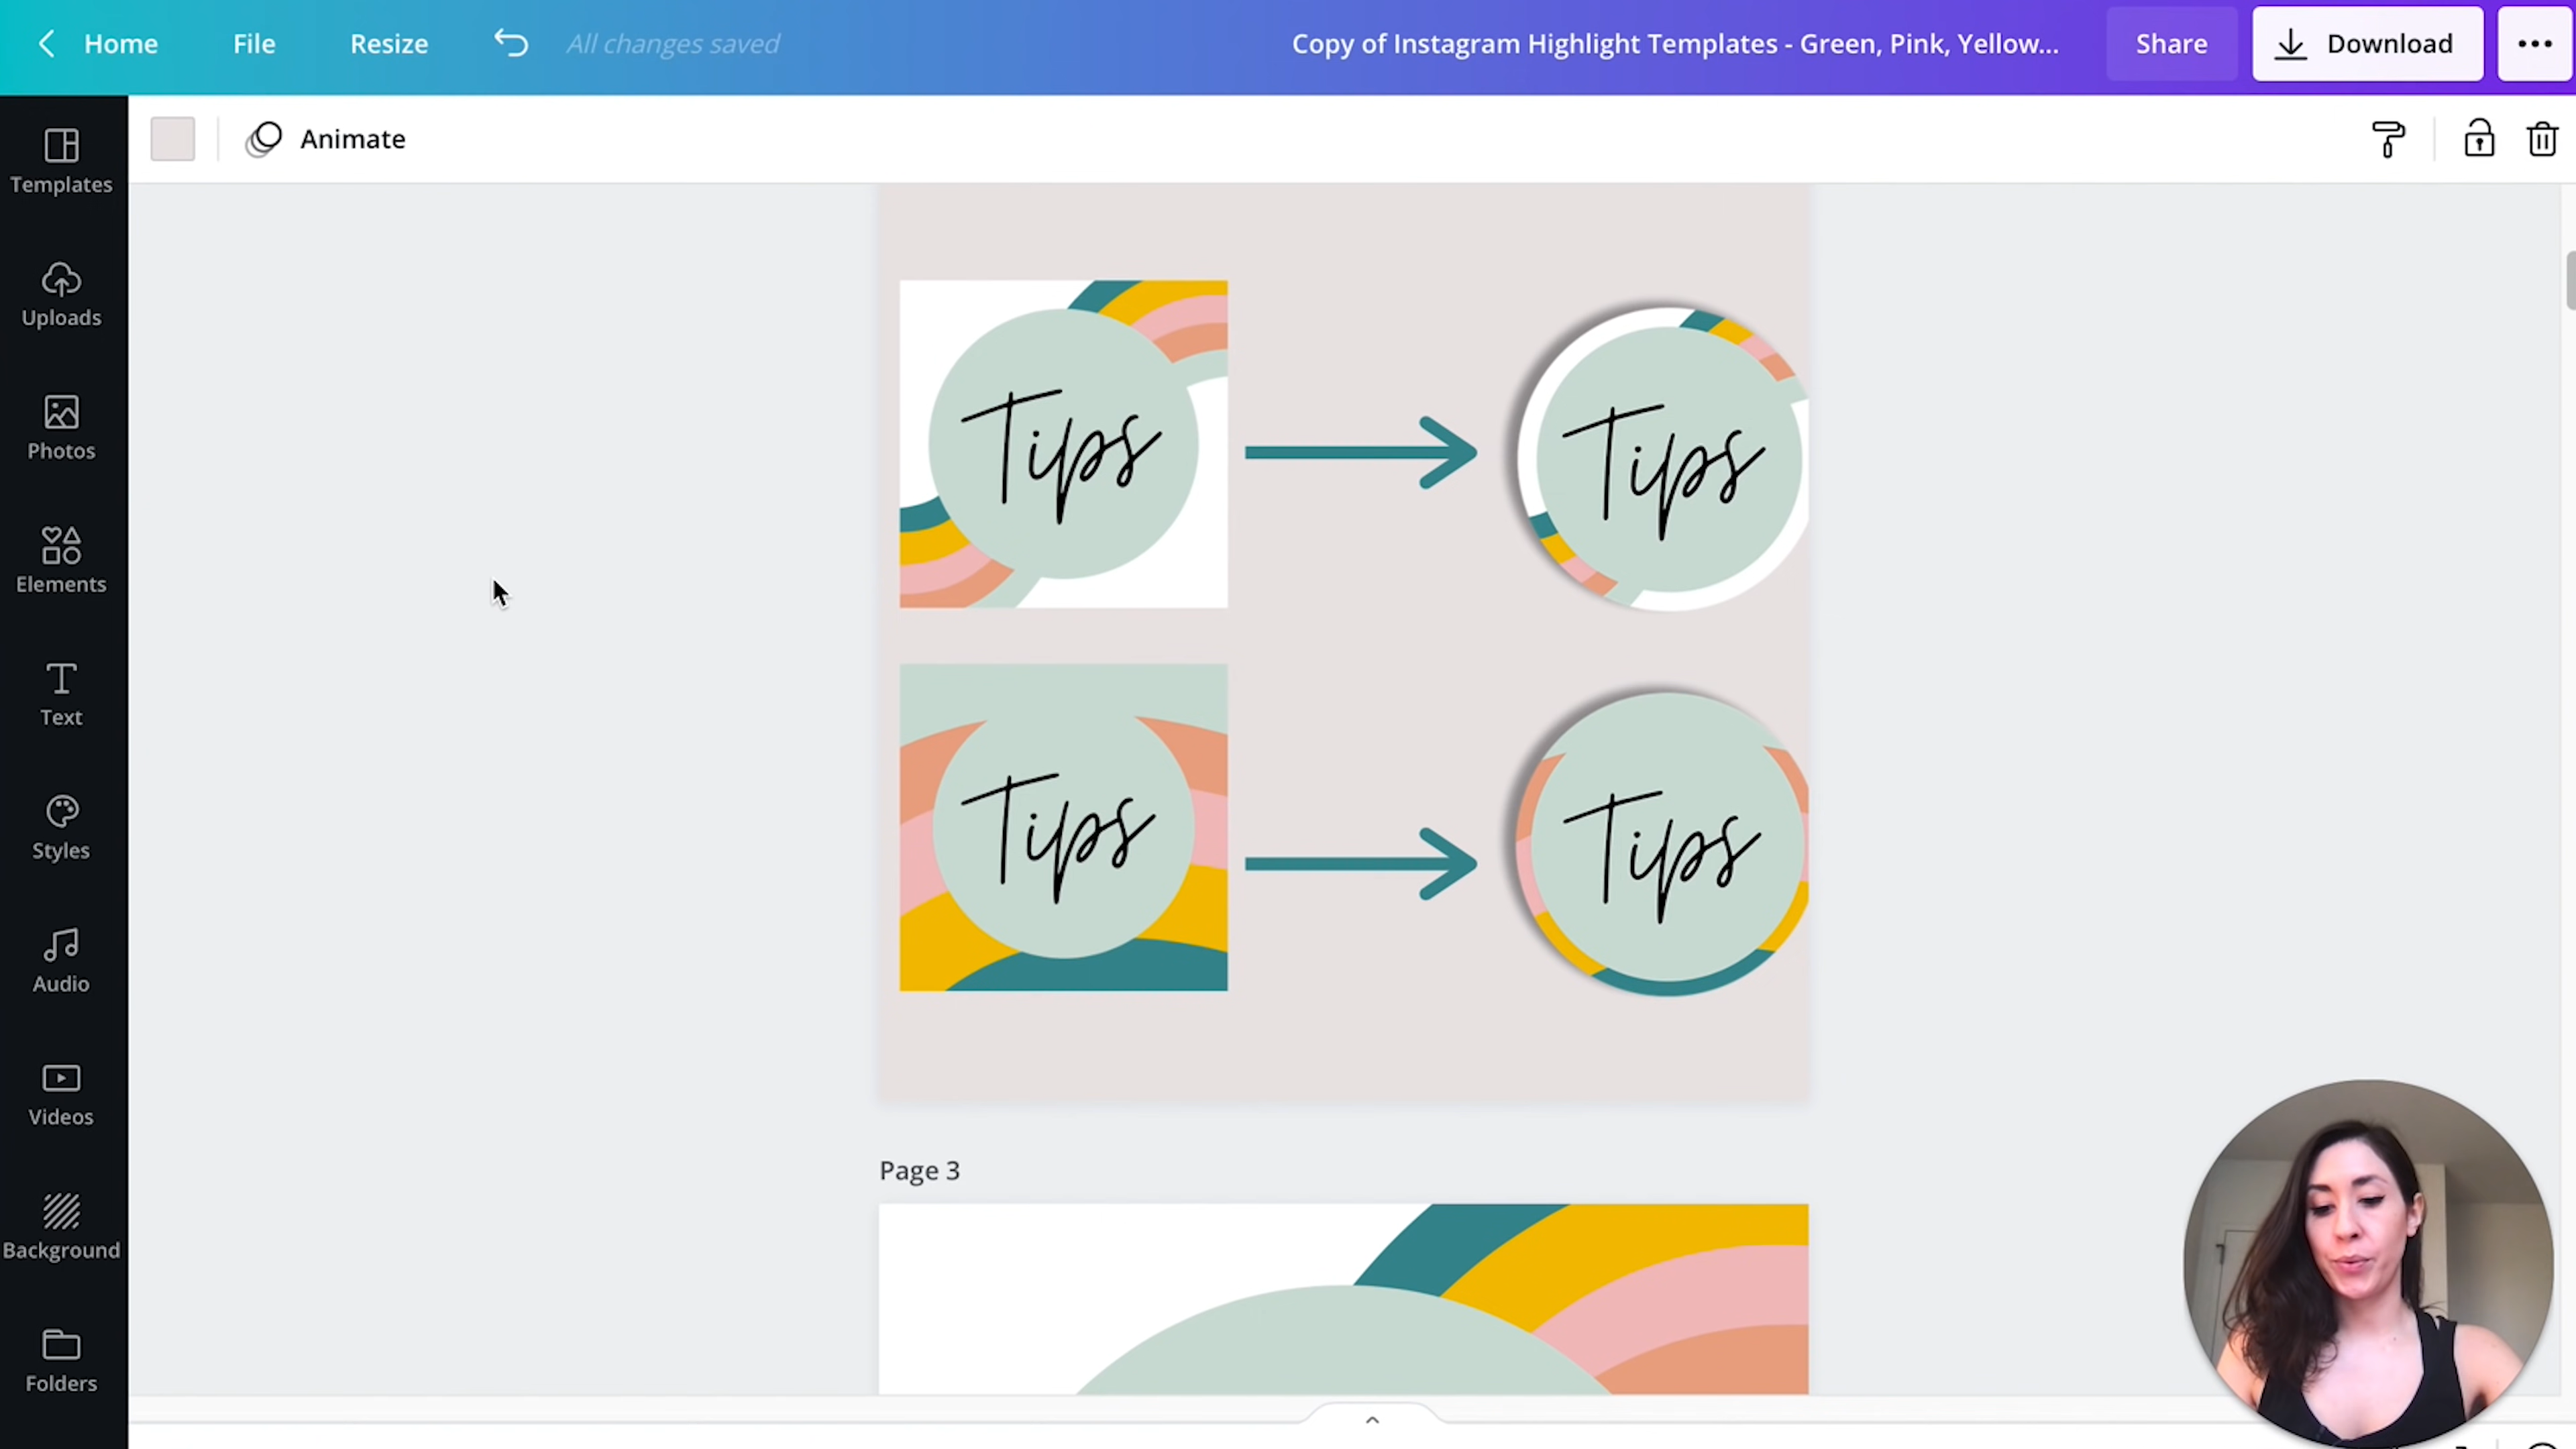 Home File Resize All changes saved Copy of Instagram Highlight Templates - Green, Pink, Yellow... Share Download
Animate
Templates
Uploads
Photos
Elements
Text
Styles
Audio
Videos
Background
Folders
Tips Tips
Tips Tips
Page 3